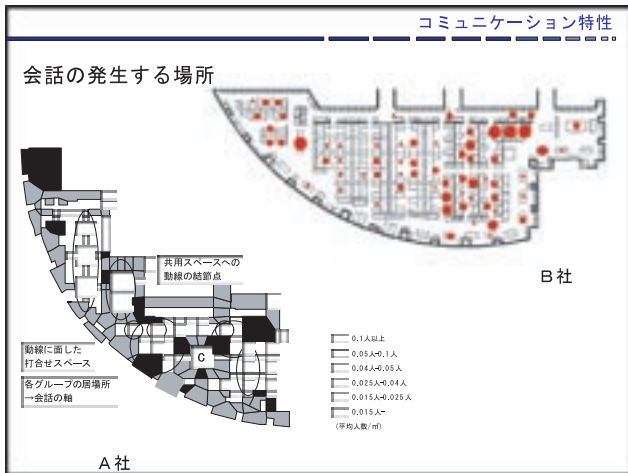 コミュニケーション特性
会話の発生する場所
B社
共用スペースへの
動線の結節点
C
動線に面した
打合せスペース
各グループの居場所
→会話の軸
0.1人以上
0.05人-0.1人
0.04人-0.05人
0.025人-0.04人
0.015人-0.025人
0.015人-
(平均人数/㎡)
A社